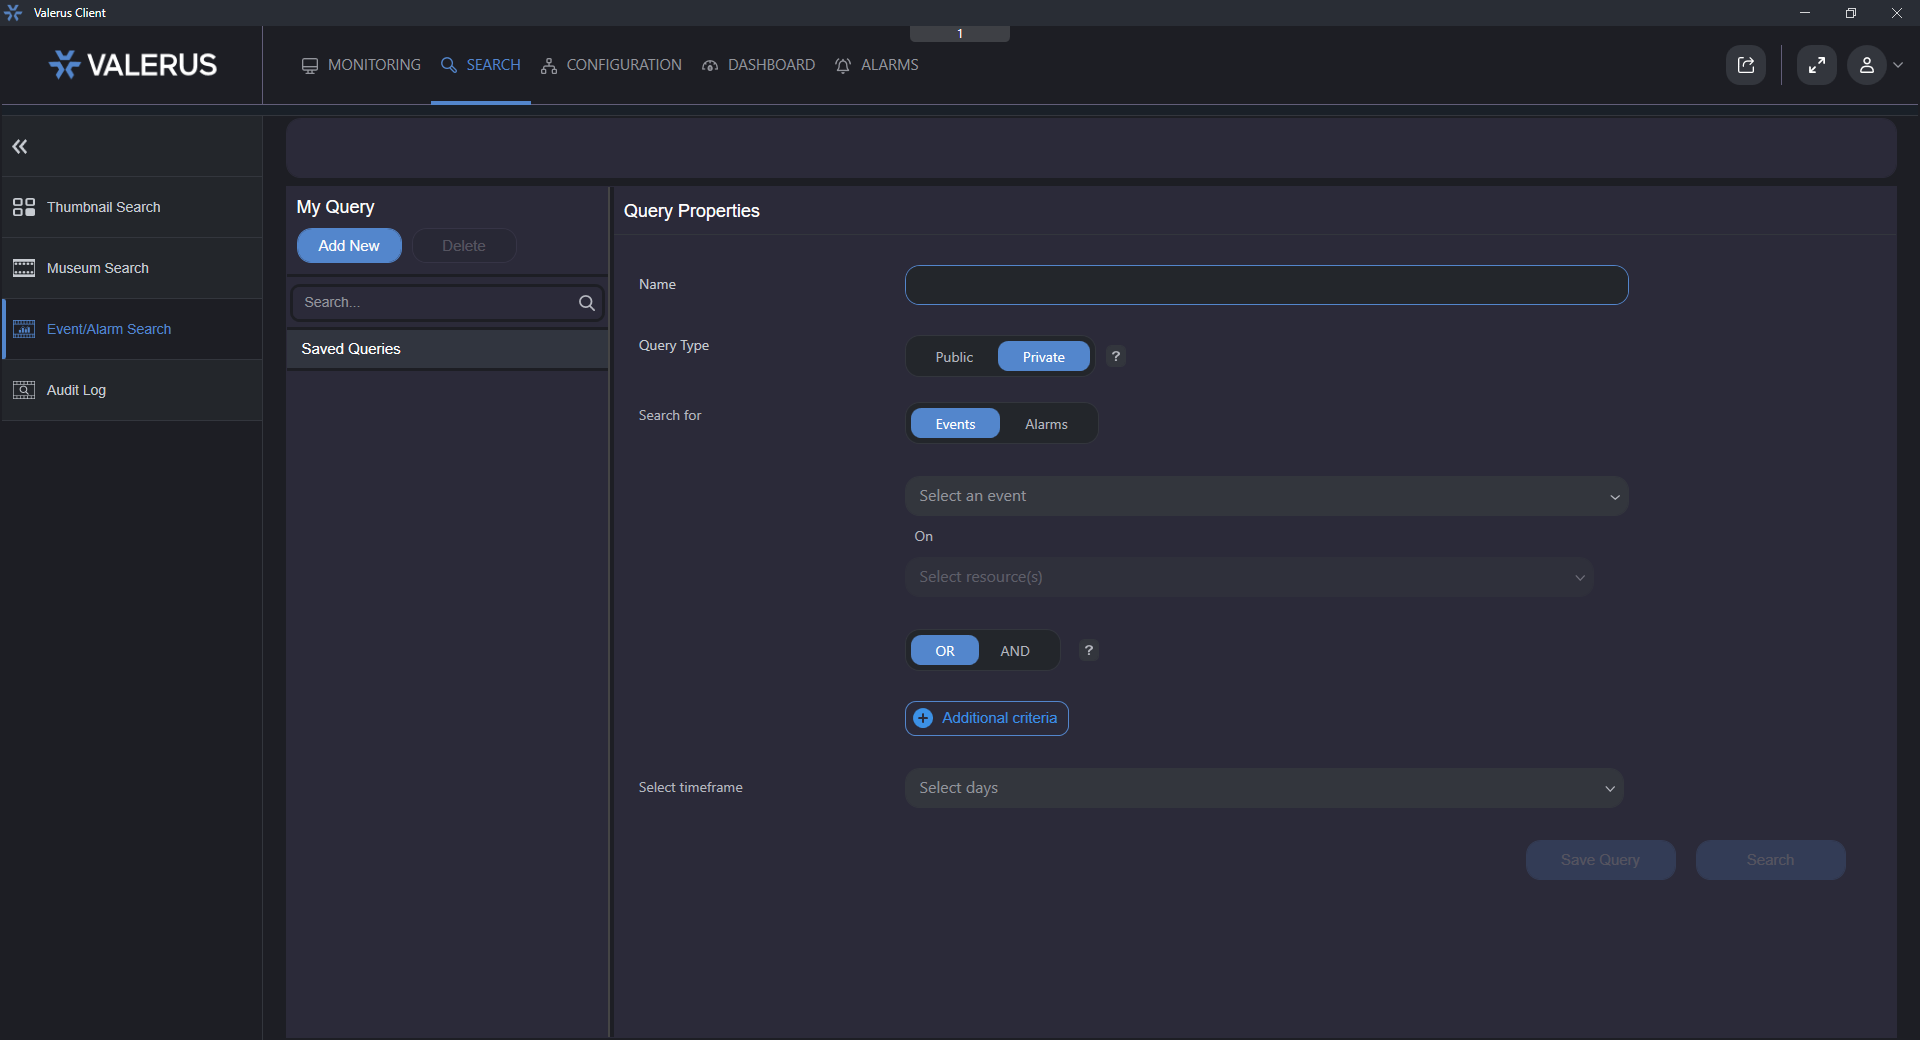 Valerus Client
1
VALERUS
MONITORING
SEARCH
CONFIGURATION
DASHBOARD
ALARMS
Thumbnail Search
Museum Search
Event/Alarm Search
Audit Log
My Query
Add New
Delete
Search...
Saved Queries
Query Properties
Name
Query Type
Public
Private
?
Search for
Events
Alarms
Select an event
On
Select resource(s)
OR
AND
?
Additional criteria
Select timeframe
Select days
Save Query
Search